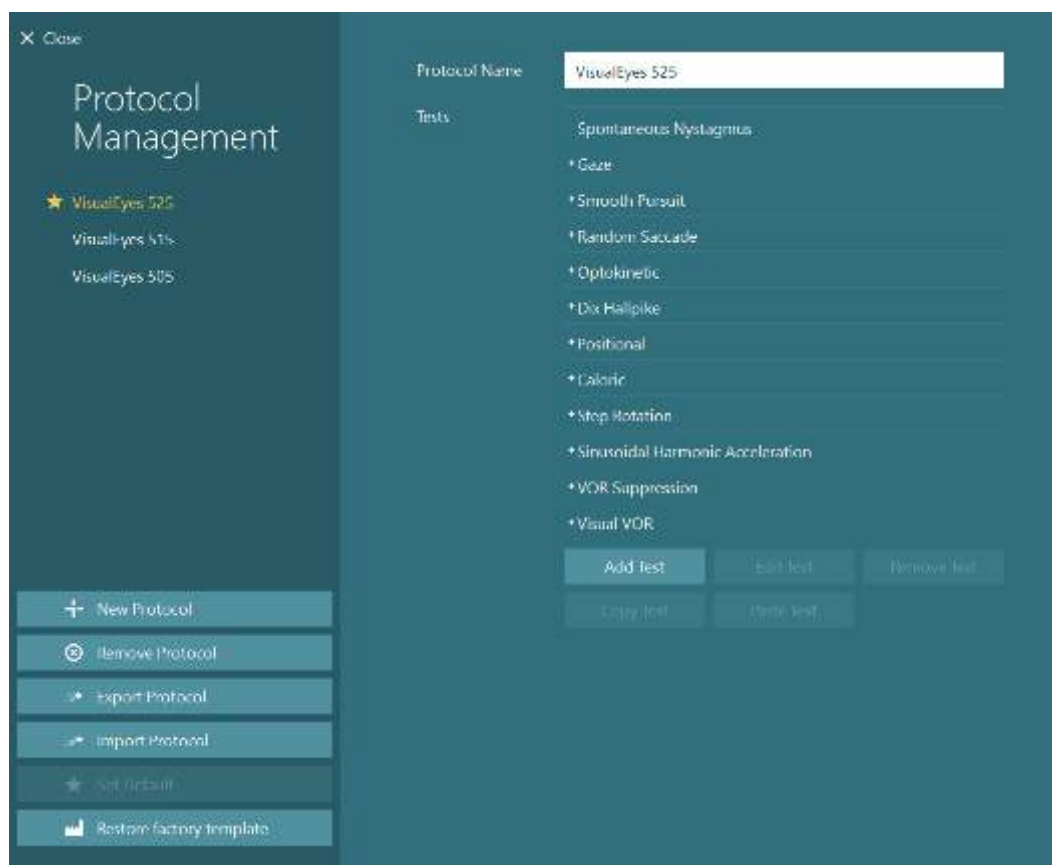 Close
Protocol
Management
VisualEyes 525
VisualEyes 515
VisualEyes 505
New Protocol
Remove Protocol
Export Protocol
Import Protocol
Set Default
Restore factory template
Protocol Name
VisualEyes 525
Tests
Spontaneous Nystagmus
+Gaze
+Smooth Pursuit
+Random Saccade
+Optokinetic
+Dix Hallpike
+Positional
+Caloric
+Step Rotation
+Sinusoidal Harmonic Acceleration
+VOR Suppression
+Visual VOR
Add Test
Edit Test
Remove Test
Copy Test
Paste Test